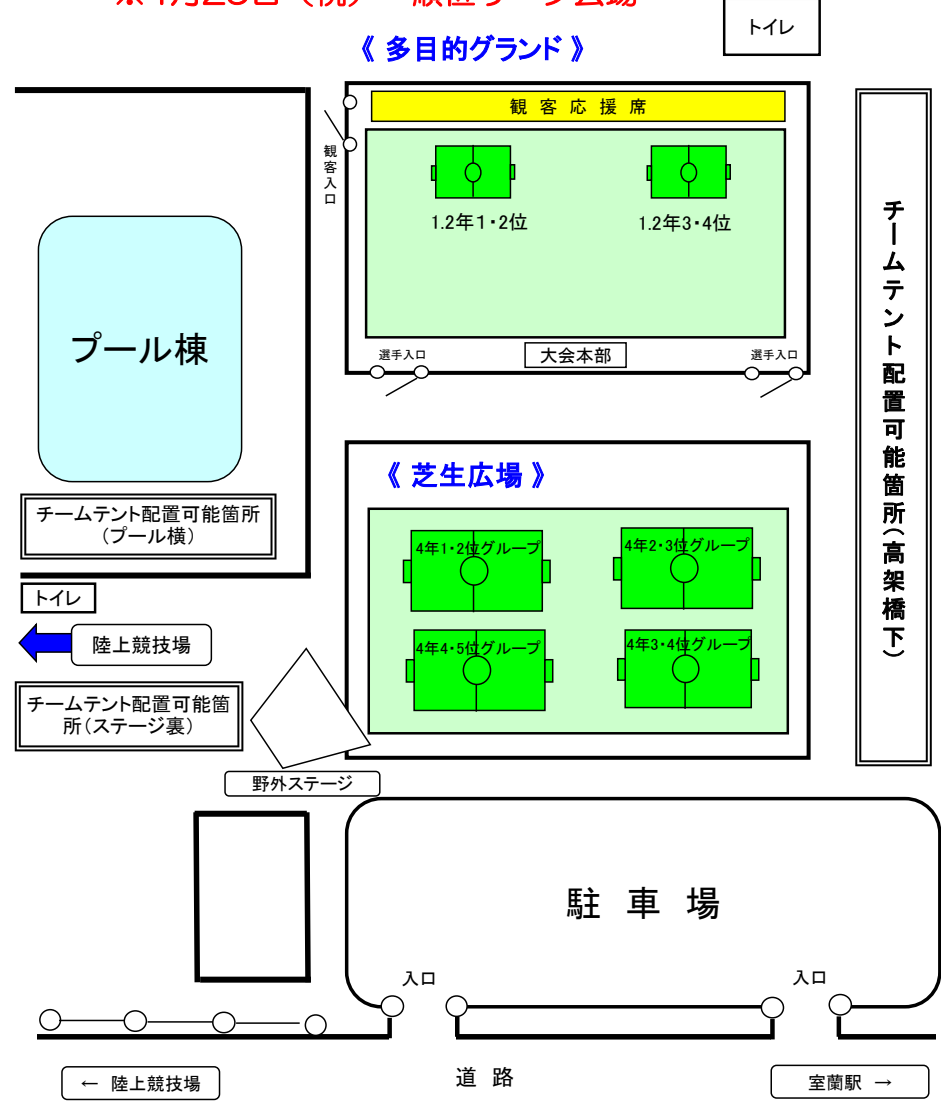 順位リーグ会場
トイレ
《 多目的グランド 》
観 客 応 援 席
観客入口
1.2年1・2位
1.2年3・4位
選手入口
大会本部
選手入口
プール棟
チームテント配置可能箇所(高架橋下)
《 芝生広場 》
4年1・2位グループ
4年2・3位グループ
4年4・5位グループ
4年3・4位グループ
チームテント配置可能箇所
(プール横)
トイレ
陸上競技場
チームテント配置可能箇
所(ステージ裏)
野外ステージ
駐 車 場
入口
入口
← 陸上競技場
道 路
室蘭駅 →